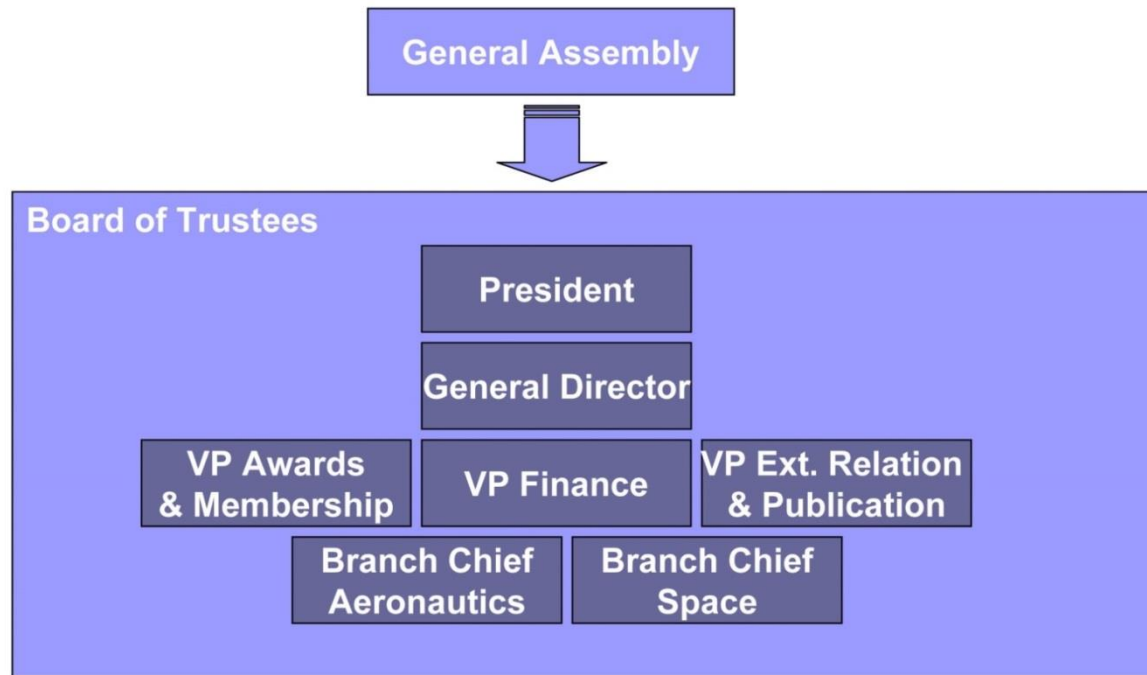 General Assembly
Board of Trustees
President
General Director
VP Awards
& Membership
VP Finance
VP Ext. Relation
& Publication
Branch Chief
Aeronautics
Branch Chief
Space